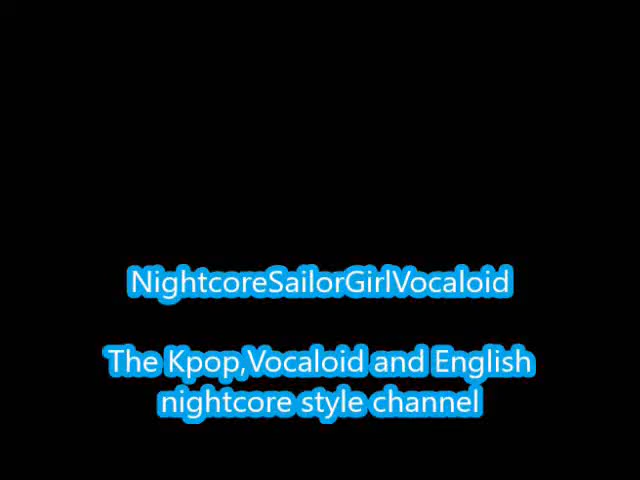 NightcoreSailorGirlVocaloid
The Kpop,Vocaloid and English
nightcore style channel